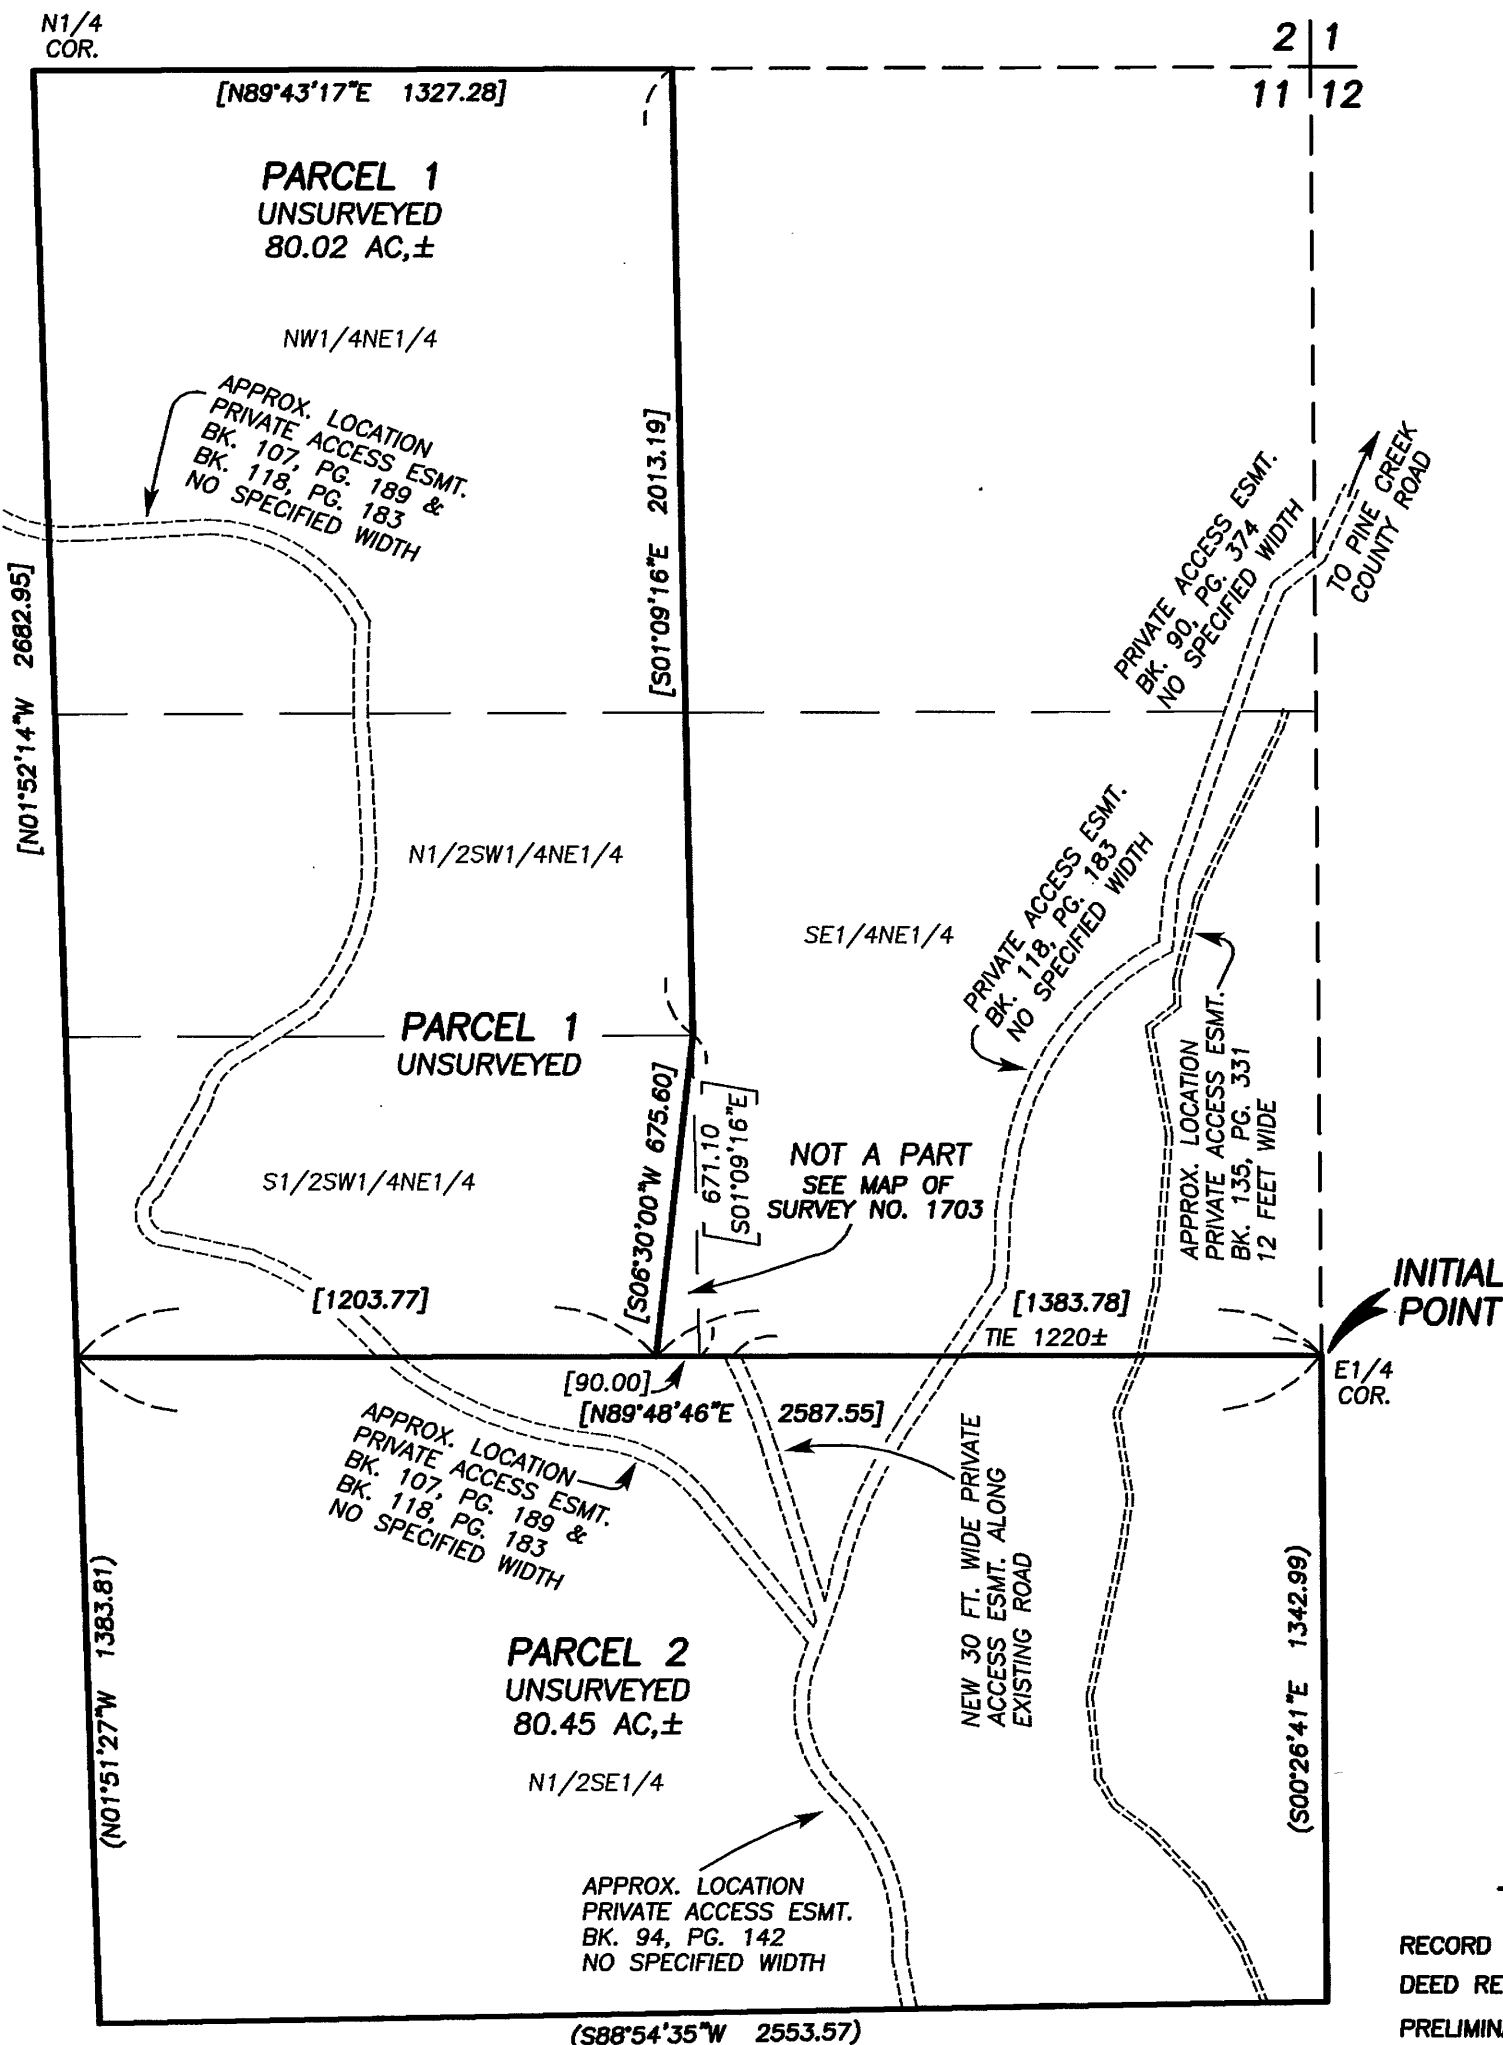 N1/4
COR.
2 1
11 12
[N89°43'17"E 1327.28]
PARCEL 1
UNSURVEYED
80.02 AC,±
NW1/4NE1/4
APPROX. LOCATION
PRIVATE ACCESS ESMT.
BK. 107, PG. 189 &
BK. 118, PG. 183
NO SPECIFIED WIDTH
[N01°52'14"W 2682.95]
[S01°09'16"E 2013.19]
PRIVATE ACCESS ESMT.
BK. 90, PG. 374
NO SPECIFIED WIDTH
TO PINE CREEK
COUNTY ROAD
N1/2SW1/4NE1/4
SE1/4NE1/4
PRIVATE ACCESS ESMT.
BK. 118, PG. 183
NO SPECIFIED WIDTH
PARCEL 1
UNSURVEYED
S1/2SW1/4NE1/4
[S06°30'00"W 675.60]
[671.10
S01°09'16"E]
NOT A PART
SEE MAP OF
SURVEY NO. 1703
APPROX. LOCATION
PRIVATE ACCESS ESMT.
BK. 135, PG. 331
12 FEET WIDE
INITIAL
POINT
[1203.77]
[1383.78]
TIE 1220±
E1/4
COR.
[90.00]
[N89°48'46"E 2587.55]
APPROX. LOCATION
PRIVATE ACCESS ESMT.
BK. 107, PG. 189 &
BK. 118, PG. 183
NO SPECIFIED WIDTH
NEW 30 FT. WIDE PRIVATE
ACCESS ESMT. ALONG
EXISTING ROAD
(N01°51'27"W 1383.81)
(S00°26'41"E 1342.99)
PARCEL 2
UNSURVEYED
80.45 AC,±
N1/2SE1/4
APPROX. LOCATION
PRIVATE ACCESS ESMT.
BK. 94, PG. 142
NO SPECIFIED WIDTH
(S88°54'35"W 2553.57)
RECORD
DEED RE
PRELIMIN